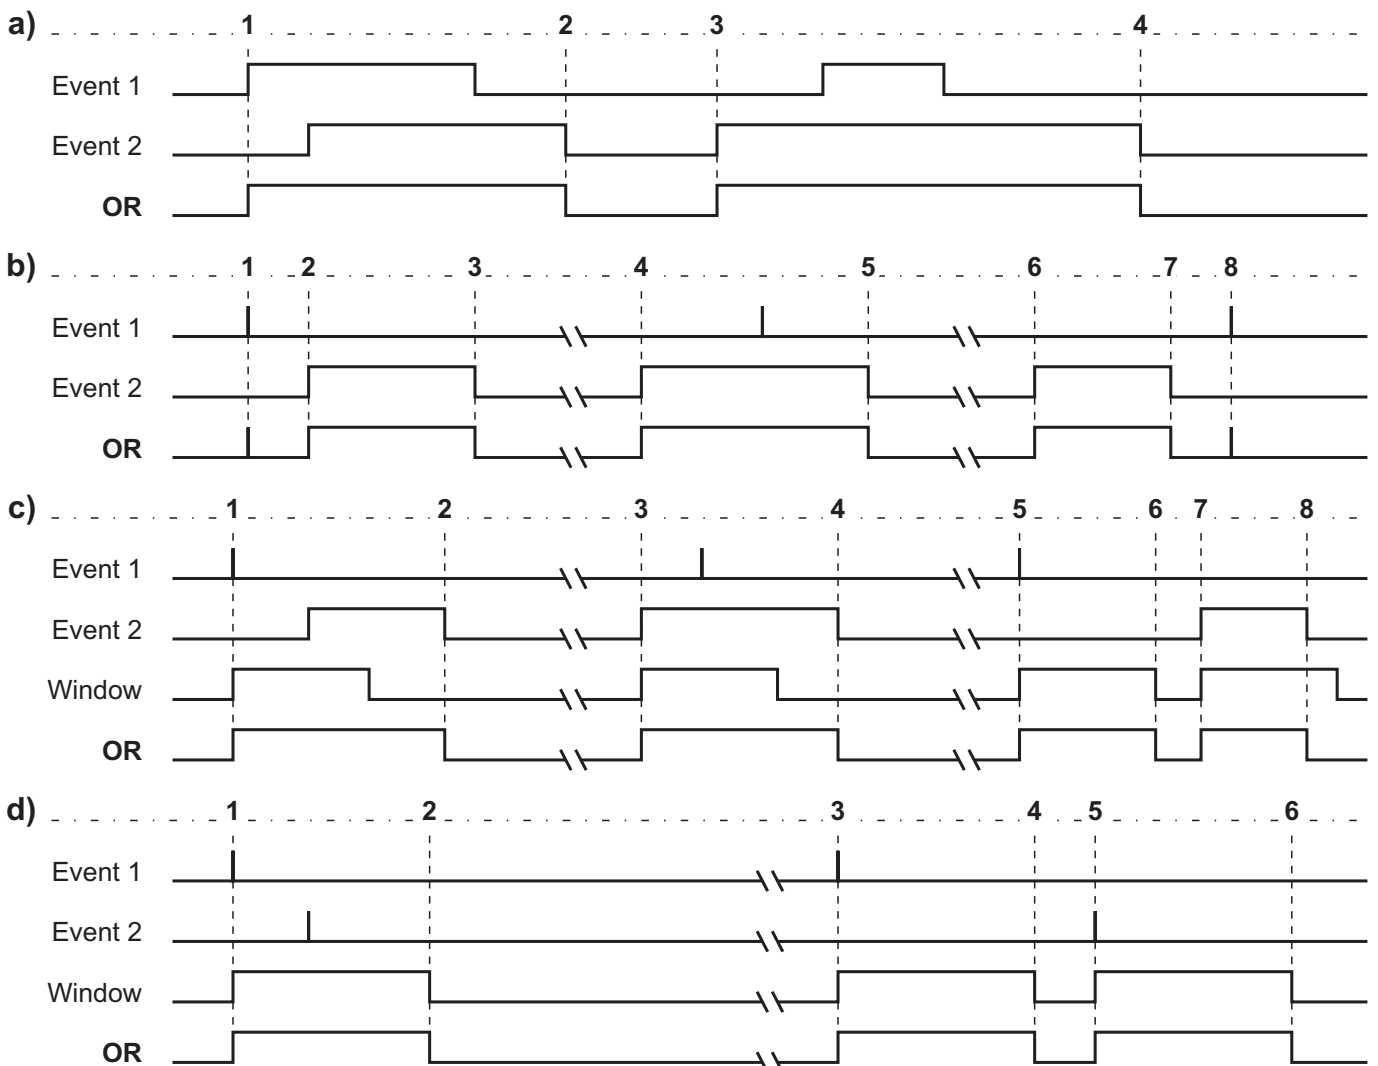 a) 1 2 3 4
Event 1
Event 2
OR
b) 1 2 3 4 5 6 7 8
Event 1
Event 2
OR
c) 1 2 3 4 5 6 7 8
Event 1
Event 2
Window
OR
d) 1 2 3 4 5 6
Event 1
Event 2
Window
OR